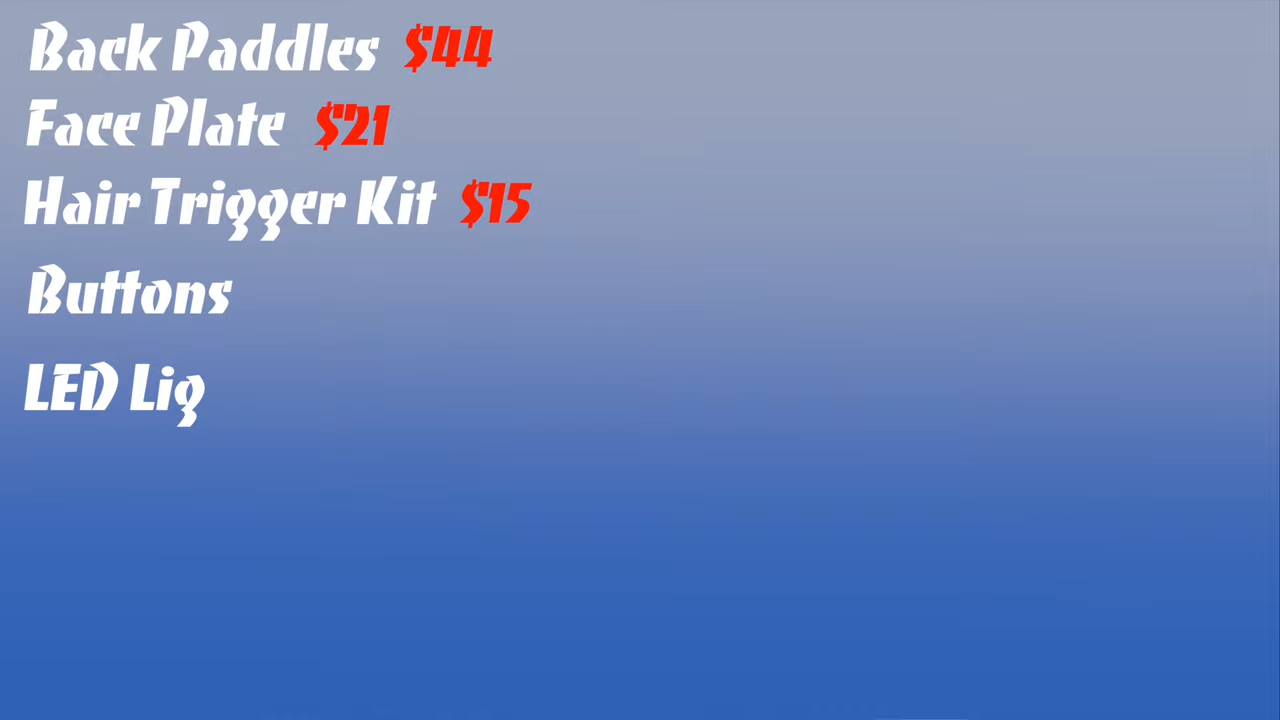 Back Paddles $44
Face Plate $21
Hair Trigger Kit $15
Buttons
LED Lig